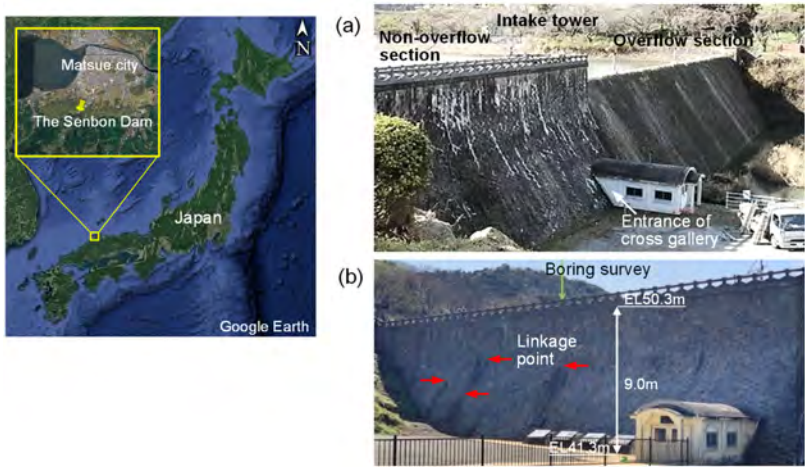 Matsue city
The Senbon Dam
N
Japan
Google Earth
(a)
Intake tower
Non-overflow
section
Overflow section
Entrance of
cross gallery
(b)
Boring survey
EL50.3m
Linkage
point
9.0m
EL41.3m